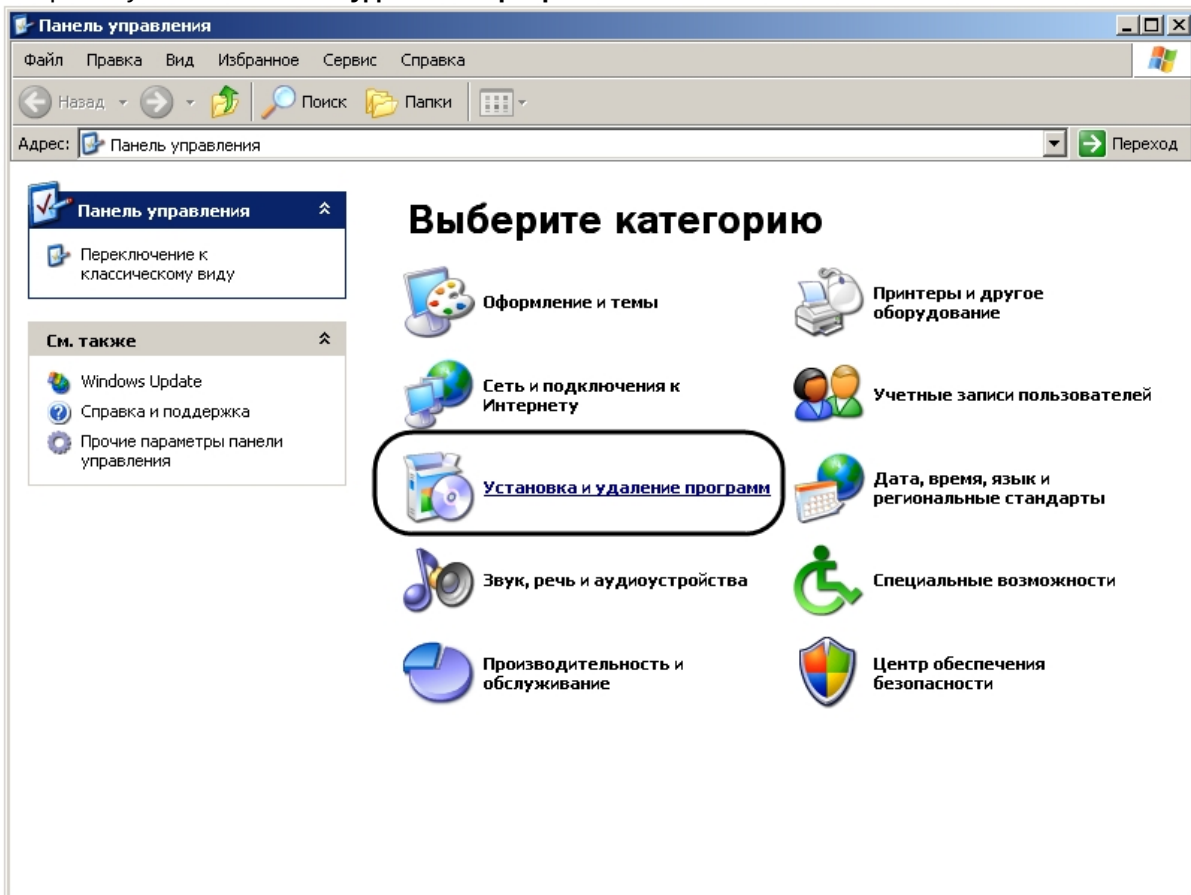 Панель управления
Файл Правка Вид Избранное Сервис Справка
Назад Поиск Папки
Адрес: Панель управления Переход
Панель управления
Переключение к
классическому виду
См. также
Windows Update
Справка и поддержка
Прочие параметры панели
управления
Выберите категорию
Оформление и темы
Принтеры и другое
оборудование
Сеть и подключения к
Интернету
Учетные записи пользователей
Установка и удаление программ
Дата, время, язык и
региональные стандарты
Звук, речь и аудиоустройства
Специальные возможности
Производительность и
обслуживание
Центр обеспечения
безопасности